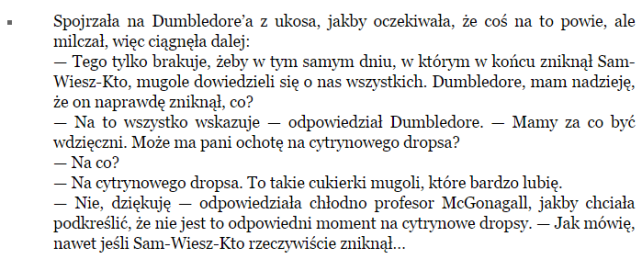 Spojrzała na Dumbledore’a z ukosa, jakby oczekiwała, że coś na to powie, ale
milczał, więc ciągnęła dalej:
— Tego tylko brakuje, żeby w tym samym dniu, w którym w końcu zniknął Sam-
Wiesz-Kto, mugole dowiedzieli się o nas wszystkich. Dumbledore, mam nadzieję,
że on naprawdę zniknął, co?
— Na to wszystko wskazuje — odpowiedział Dumbledore. — Mamy za co być
wdzięczni. Może ma pani ochotę na cytrynowego dropsa?
— Na co?
— Na cytrynowego dropsa. To takie cukierki mugoli, które bardzo lubię.
— Nie, dziękuję — odpowiedziała chłodno profesor McGonagall, jakby chciała
podkreślić, że nie jest to odpowiedni moment na cytrynowe dropsy. — Jak mówię,
nawet jeśli Sam-Wiesz-Kto rzeczywiście zniknął...